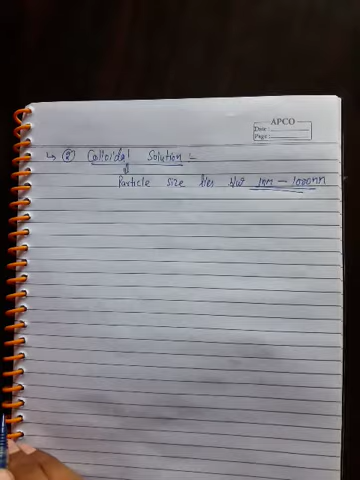 APCO
Date :
Page :
↳ ② Colloidal Solution :-
Particle size lies b/w 1nm – 1000nm